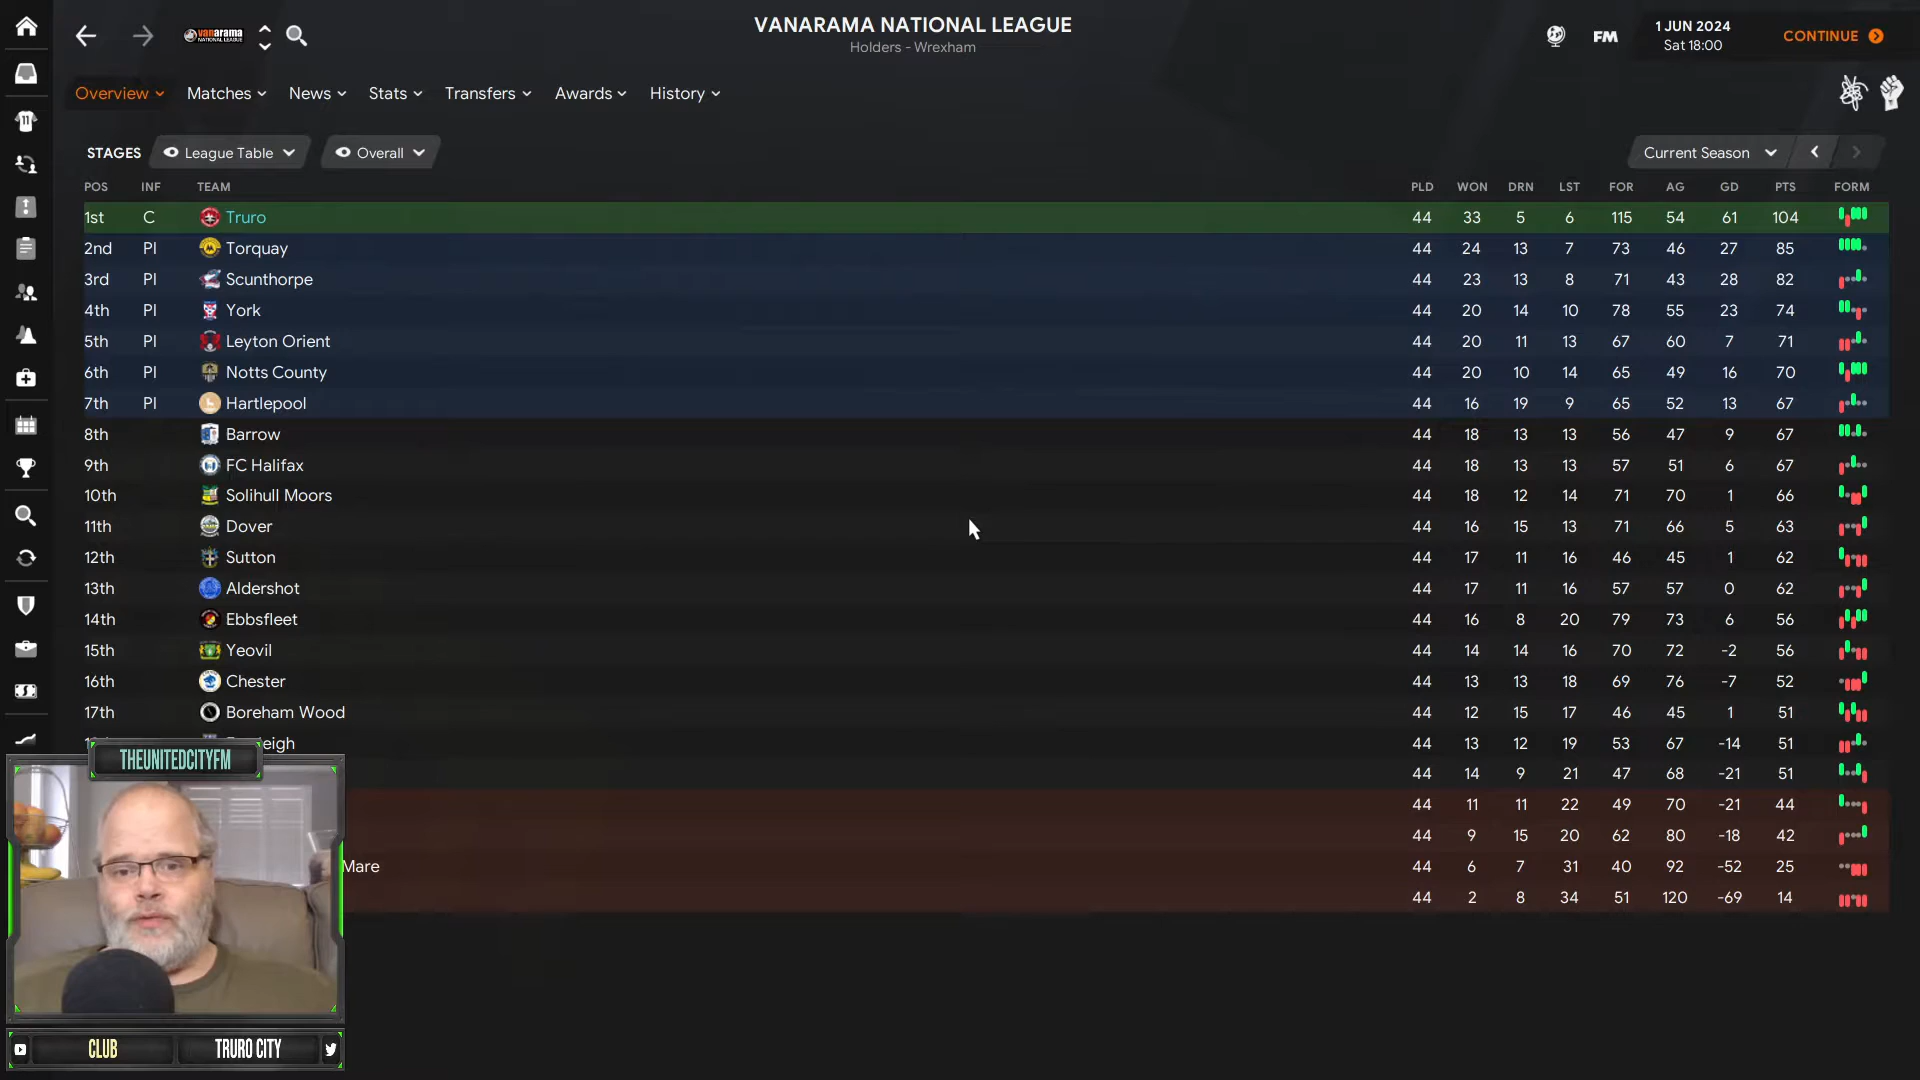 VANARAMA NATIONAL LEAGUE
Holders - Wrexham
vanarama
NATIONAL LEAGUE
FM
1 JUN 2024
Sat 18:00
CONTINUE
Overview Matches News Stats Transfers Awards History
STAGES League Table Overall Current Season
POS INF TEAM PLD WON DRN LST FOR AG GD PTS FORM
1st C Truro 44 33 5 6 115 54 61 104
2nd Pl Torquay 44 24 13 7 73 46 27 85
3rd Pl Scunthorpe 44 23 13 8 71 43 28 82
4th Pl York 44 20 14 10 78 55 23 74
5th Pl Leyton Orient 44 20 11 13 67 60 7 71
6th Pl Notts County 44 20 10 14 65 49 16 70
7th Pl Hartlepool 44 16 19 9 65 52 13 67
8th Barrow 44 18 13 13 56 47 9 67
9th FC Halifax 44 18 13 13 57 51 6 67
10th Solihull Moors 44 18 12 14 71 70 1 66
11th Dover 44 16 15 13 71 66 5 63
12th Sutton 44 17 11 16 46 45 1 62
13th Aldershot 44 17 11 16 57 57 0 62
14th Ebbsfleet 44 16 8 20 79 73 6 56
15th Yeovil 44 14 14 16 70 72 -2 56
16th Chester 44 13 13 18 69 76 -7 52
17th Boreham Wood 44 12 15 17 46 45 1 51
eigh 44 13 12 19 53 67 -14 51
44 14 9 21 47 68 -21 51
44 11 11 22 49 70 -21 44
44 9 15 20 62 80 -18 42
Mare 44 6 7 31 40 92 -52 25
44 2 8 34 51 120 -69 14
THEUNITEDCITYFM
CLUB TRURO CITY